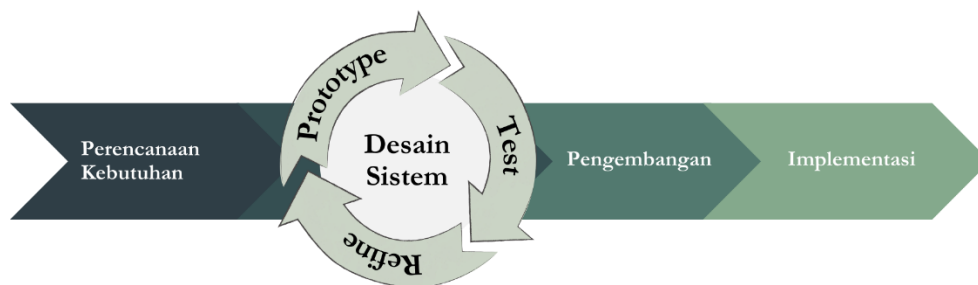 Perencanaan
Kebutuhan
Prototype
Test
Refine
Desain
Sistem
Pengembangan
Implementasi